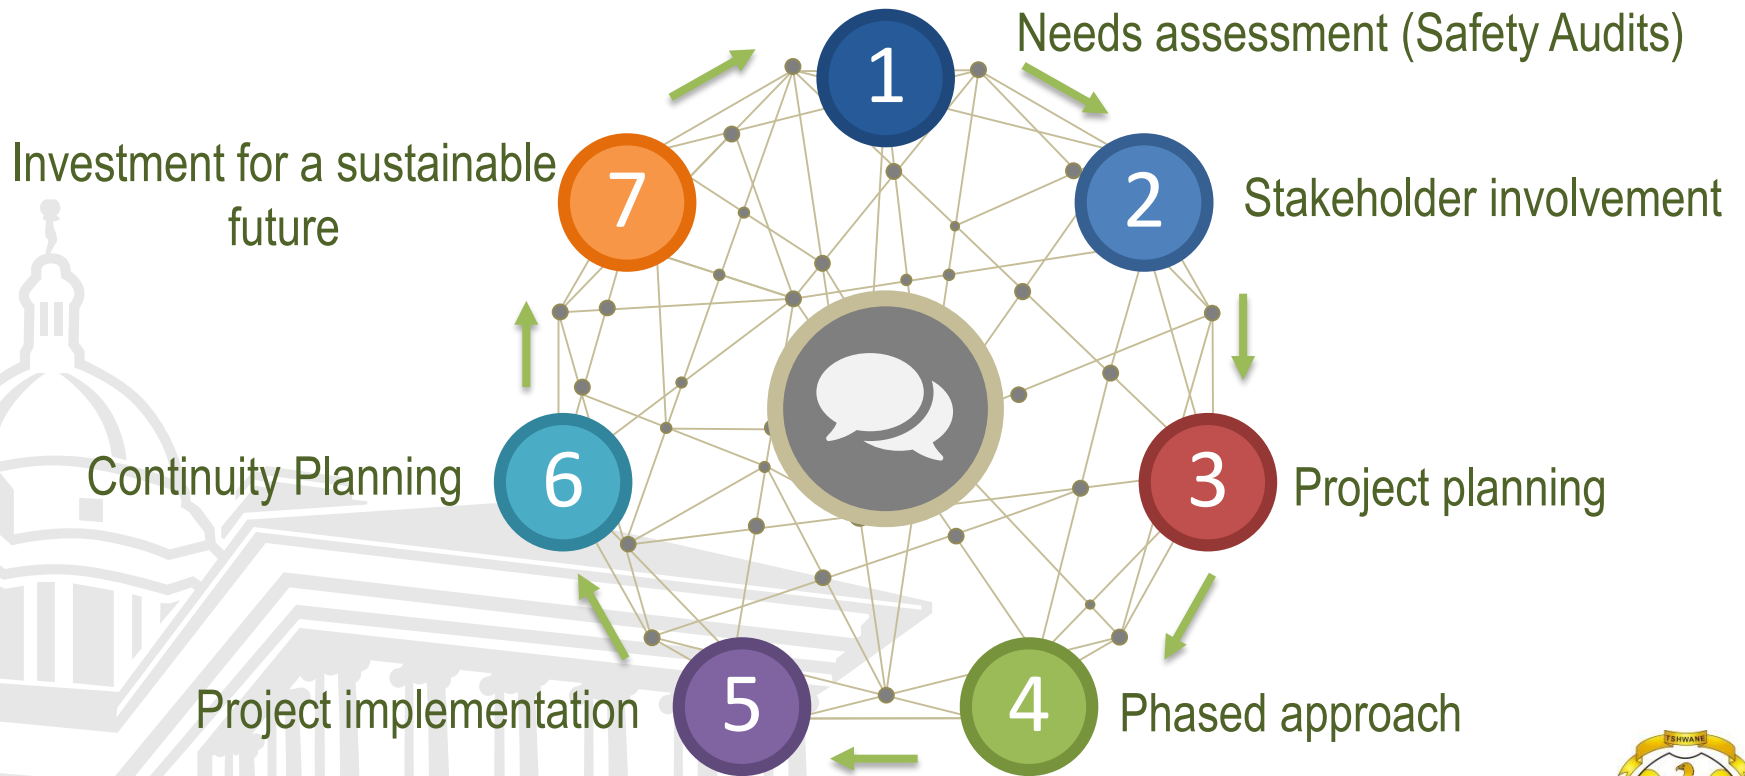 1
Needs assessment (Safety Audits)
2
Stakeholder involvement
3
Project planning
4
Phased approach
5
Project implementation
6
Continuity Planning
7
Investment for a sustainable
future
TSHWANE